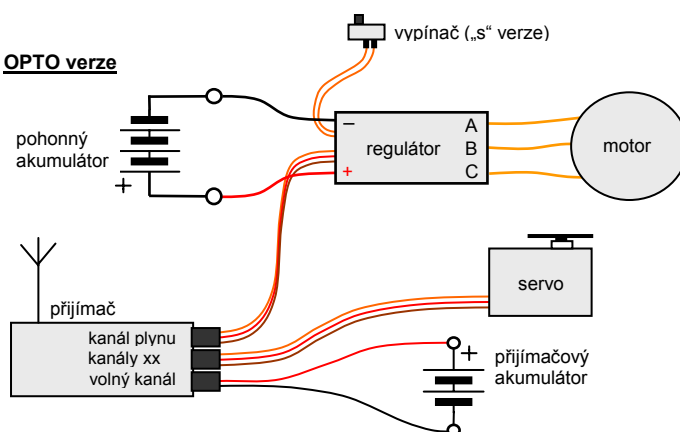 vypínač („s“ verze)
OPTO verze
pohonný
akumulátor
+
−
+
regulátor
A
B
C
motor
přijímač
kanál plynu
kanály xx
volný kanál
servo
+
přijímačový
akumulátor